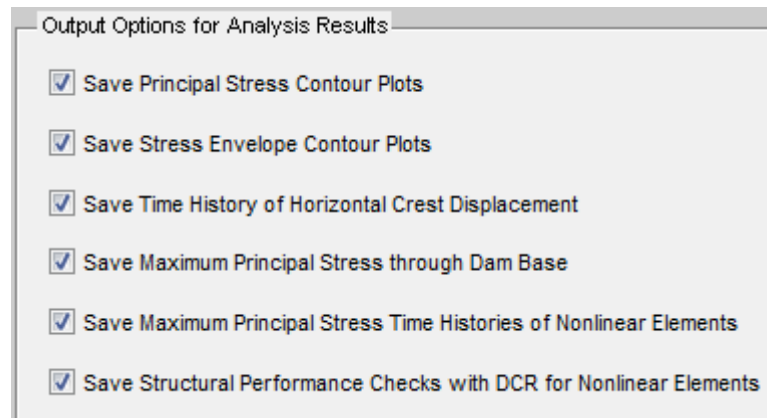 Output Options for Analysis Results
Save Principal Stress Contour Plots
Save Stress Envelope Contour Plots
Save Time History of Horizontal Crest Displacement
Save Maximum Principal Stress through Dam Base
Save Maximum Principal Stress Time Histories of Nonlinear Elements
Save Structural Performance Checks with DCR for Nonlinear Elements